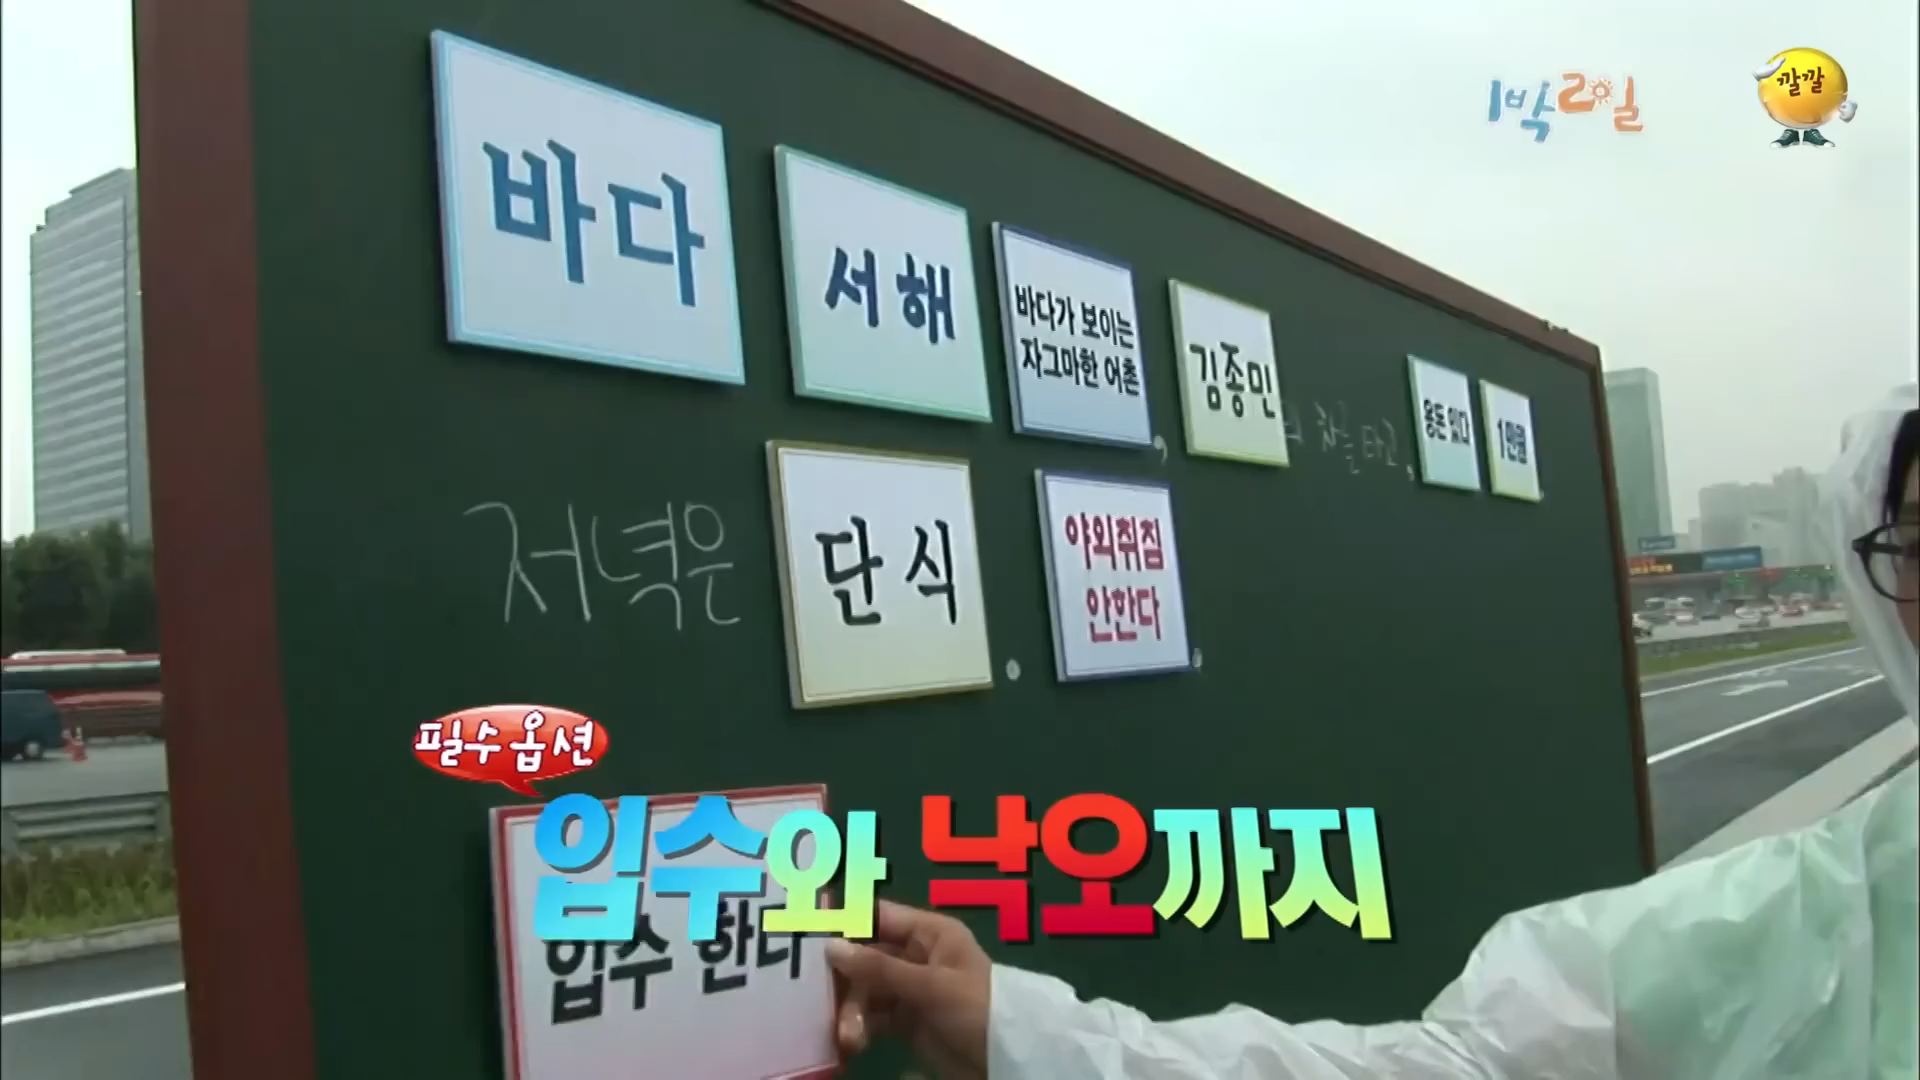 1박2일
깔깔
바다
서해
바다가 보이는
자그마한 어촌
,
김종민
의 차를 타고,
용돈 있다
1만원
저녁은
단식
.
야외취침
안한다
.
필수 옵션
입수와 낙오까지
입수 한다